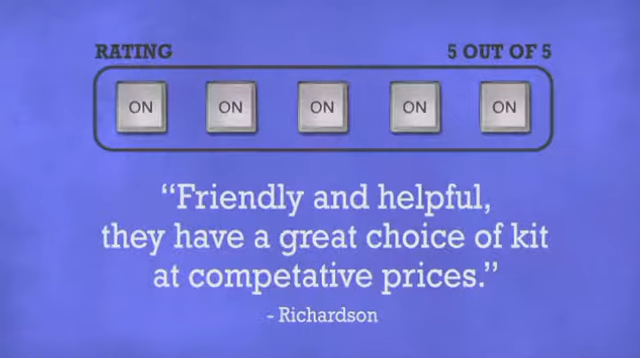 RATING 5 OUT OF 5
ON ON ON ON ON
“Friendly and helpful,
they have a great choice of kit
at competative prices.”
- Richardson